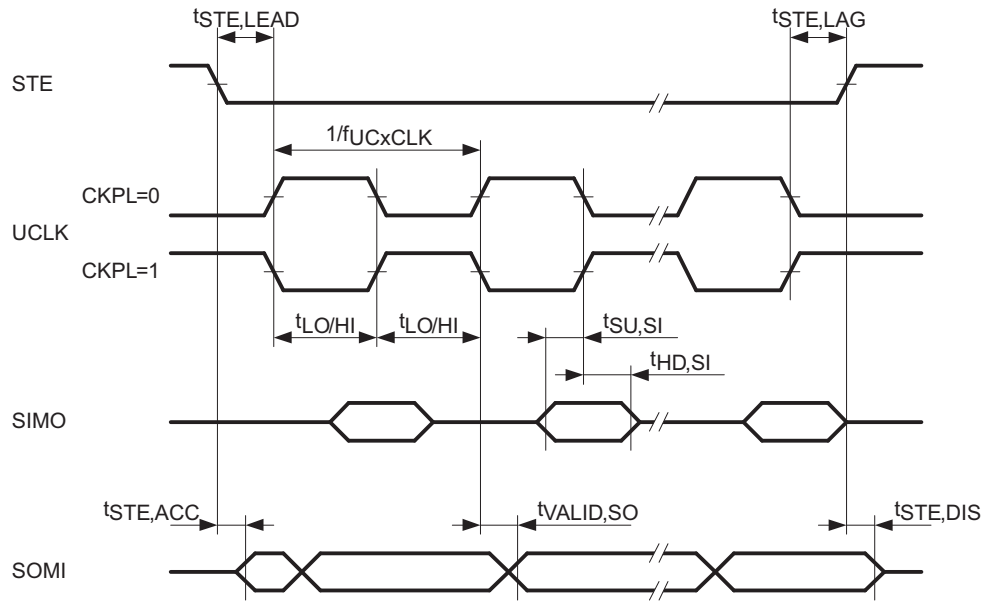 tSTE,LEAD
tSTE,LAG
STE
1/fUCxCLK
CKPL=0
UCLK
CKPL=1
tLO/HI
tLO/HI
tSU,SI
tHD,SI
SIMO
tSTE,ACC
tVALID,SO
tSTE,DIS
SOMI